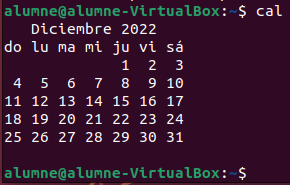 alumne@alumne-VirtualBox:~$ cal
   Diciembre 2022
do lu ma mi ju vi sá
             1  2  3
 4  5  6  7  8  9 10
11 12 13 14 15 16 17
18 19 20 21 22 23 24
25 26 27 28 29 30 31
alumne@alumne-VirtualBox:~$